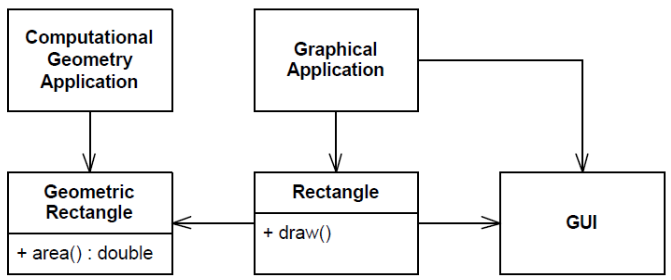 Computational
Geometry
Application
Graphical
Application
Geometric
Rectangle
+ area() : double
Rectangle
+ draw()
GUI